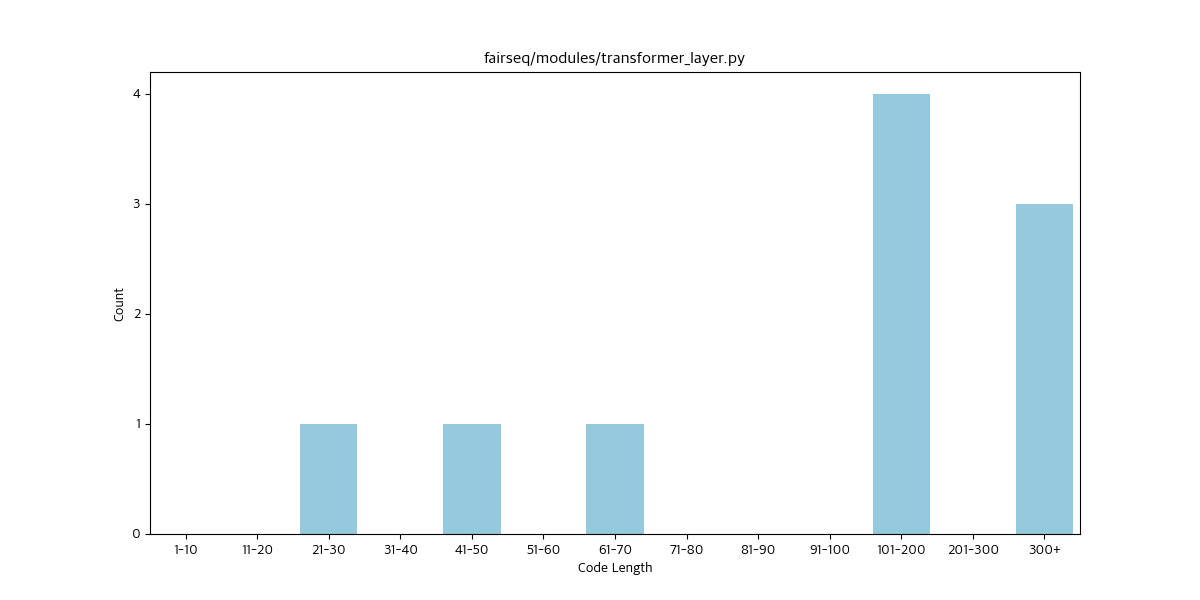 fairseq/modules/transformer_layer.py
Count
4
3
2
1
0
1-10 11-20 21-30 31-40 41-50 51-60 61-70 71-80 81-90 91-100 101-200 201-300 300+
Code Length